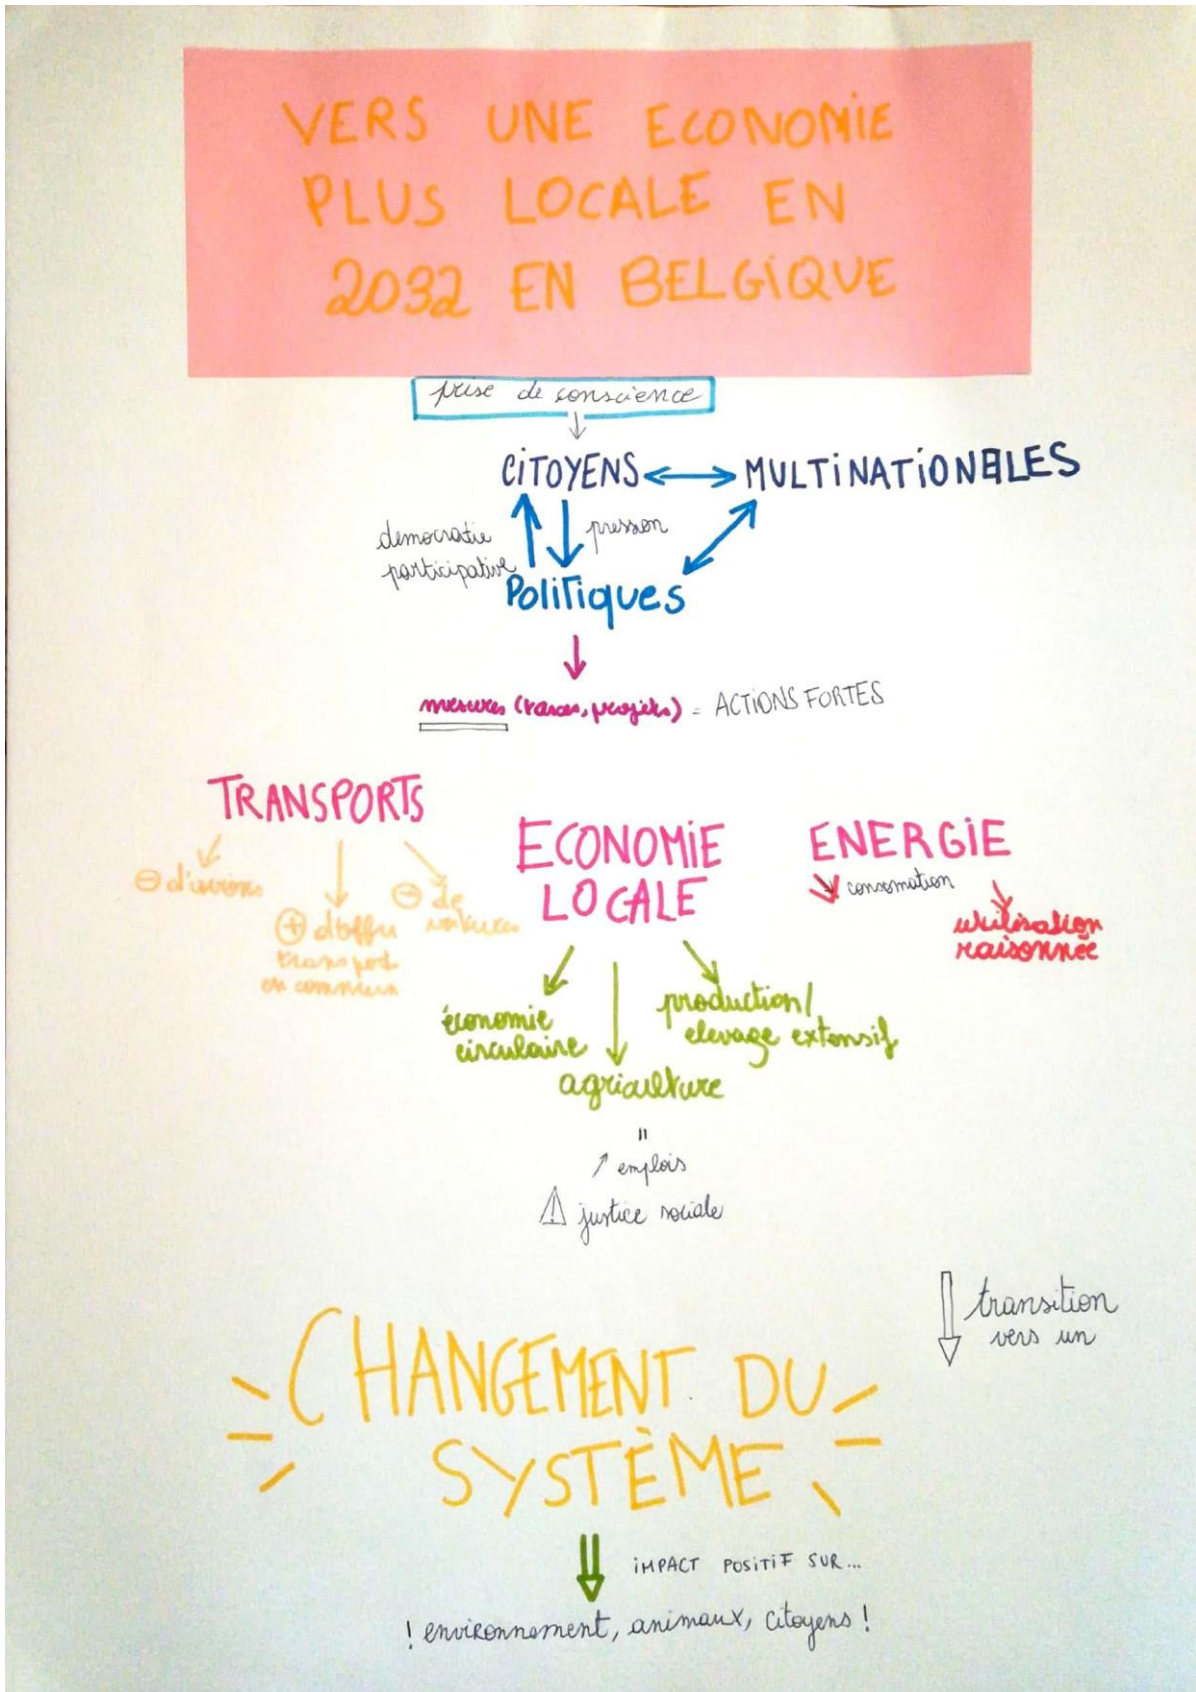 VERS UNE ECONOMIE
PLUS LOCALE EN
2032 EN BELGIQUE
prise de conscience
CITOYENS MULTINATIONALES
democratie
participative
pression
Politiques
mesures (taxes, projets) = ACTIONS FORTES
TRANSPORTS
⊖ d'avions
⊕ d'offre
transport
en commun
⊖ de
voitures
ECONOMIE
LOCALE
économie
circulaire
agriculture
production/
elevage extensif
ENERGIE
↘ consomation
utilisation
raisonnée
=
↗ emplois
⚠ justice sociale
transition
vers un
CHANGEMENT DU
SYSTÈME
IMPACT POSITIF SUR...
! environnement, animaux, citoyens !